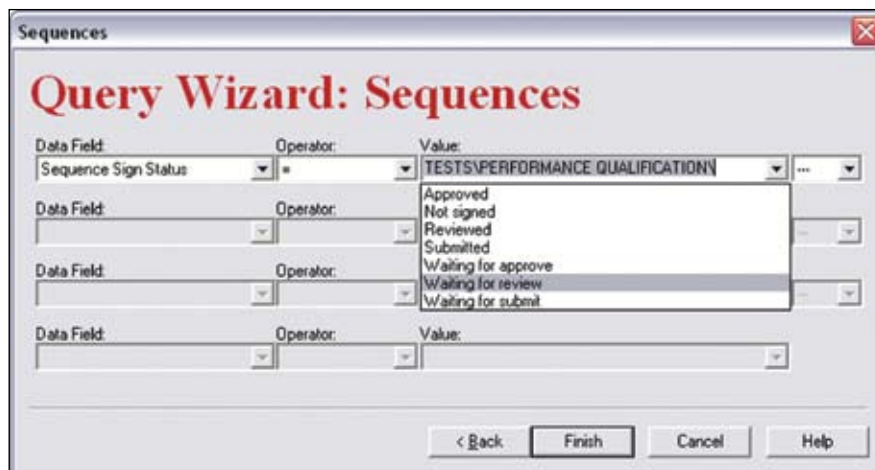 Sequences
Query Wizard: Sequences
Data Field: Operator: Value:
Sequence Sign Status = TESTS\PERFORMANCE QUALIFICATION\ ...
Approved
Data Field: Operator: Not signed
Reviewed
Submitted
Data Field: Operator: Waiting for approve
Waiting for review
Waiting for submit
Data Field: Operator: Value:
< Back Finish Cancel Help